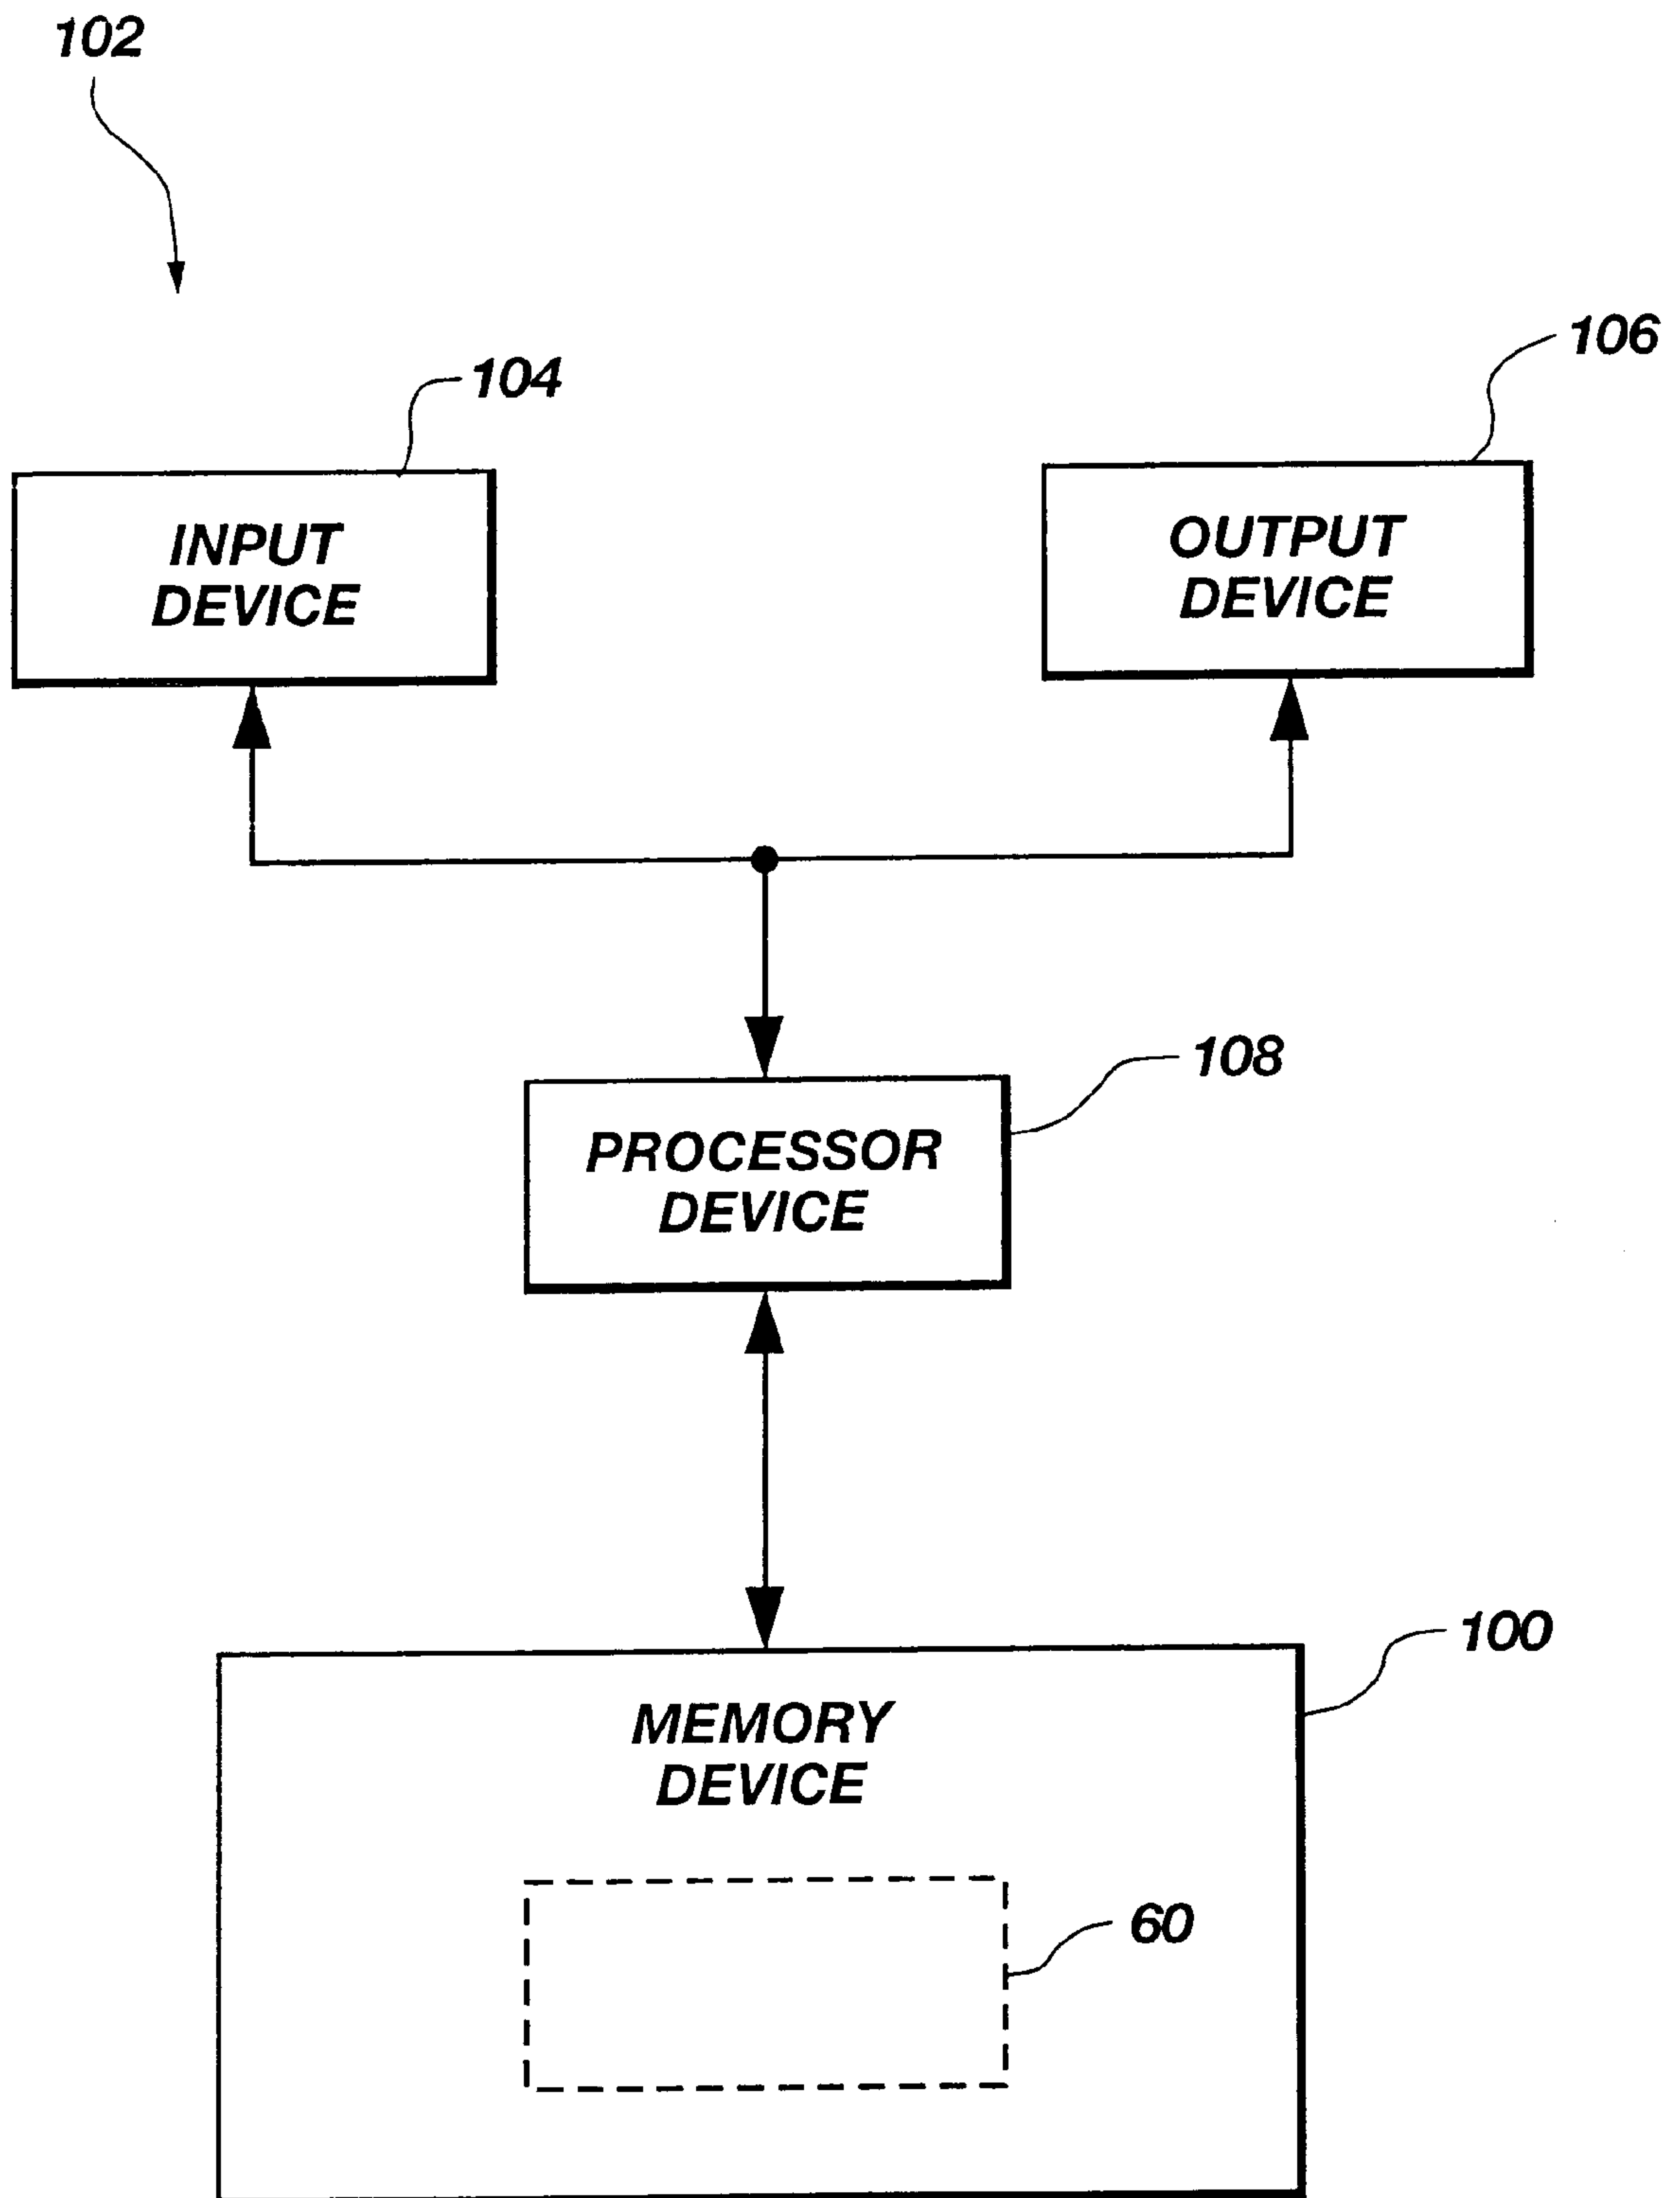 102
104
106
INPUT
DEVICE
OUTPUT
DEVICE
108
PROCESSOR
DEVICE
100
MEMORY
DEVICE
60